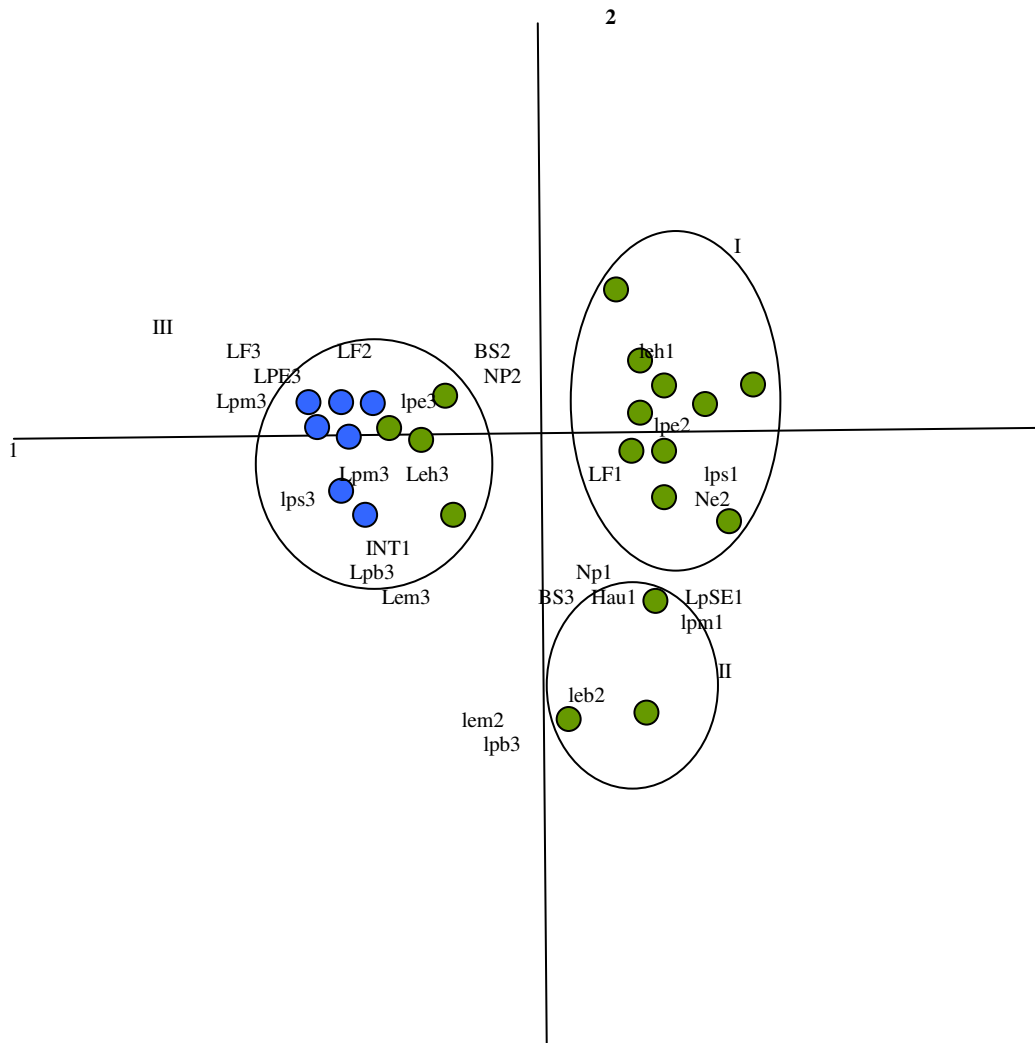 2
I
III
LF3 LF2 BS2
leh1
LPE3 NP2
Lpm3 lpe3
lpe2
1
Lpm3 Leh3 LF1 lps1
lps3 Ne2
INT1
Lpb3 Np1
Lem3 BS3 Hau1 LpSE1
lpm1
II
leb2
lem2
lpb3